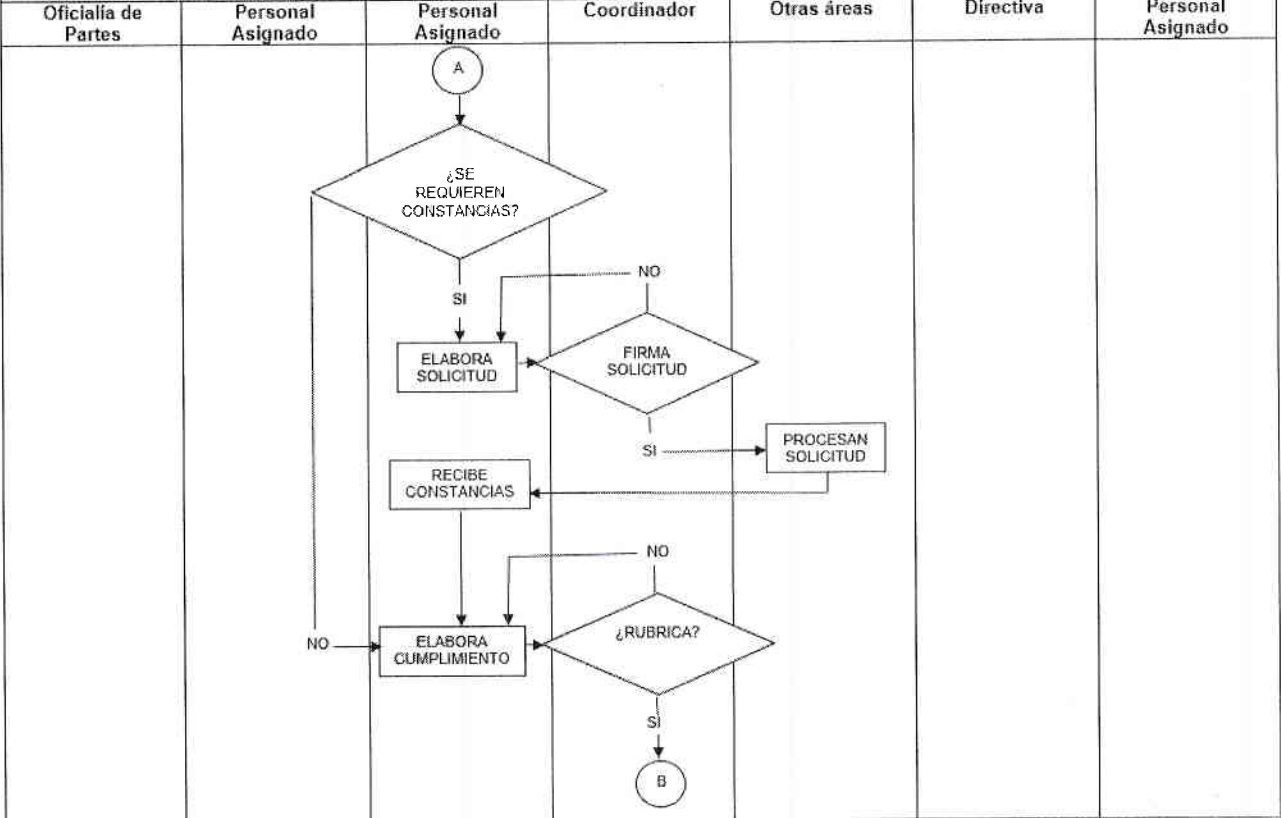 Oficialía de
Partes
Personal
Asignado
Personal
Asignado
Coordinador
Otras áreas
Directiva
Personal
Asignado
A
¿SE
REQUIEREN
CONSTANCIAS?
NO
SI
ELABORA
SOLICITUD
FIRMA
SOLICITUD
SI
PROCESAN
SOLICITUD
RECIBE
CONSTANCIAS
NO
NO
ELABORA
CUMPLIMIENTO
¿RUBRICA?
SI
B